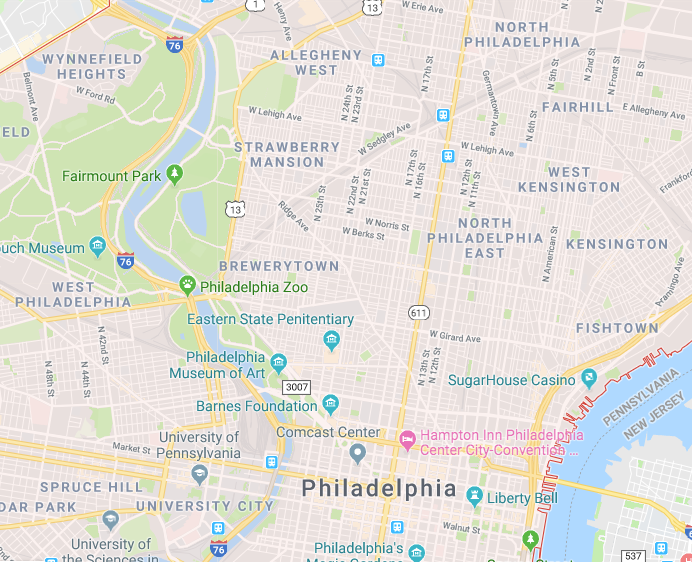 1
Henry Ave
13
W Erie Ave
NORTH
PHILADELPHIA
76
WYNNEFIELD
HEIGHTS
ALLEGHENY
WEST
N 17th St
Germantown Ave
N 5th St
N 2nd St
N Front St
B St
Belmont Ave
W Ford Rd
N 24th St
N 23rd St
FAIRHILL
W Lehigh Ave
E Allegheny Ave
N 6th St
W Sedgley Ave
ELD
STRAWBERRY
MANSION
W Lehigh Ave
Fairmount Park
N 17th St
N 16th St
N 12th St
N 11th St
WEST
KENSINGTON
Frankford
N 25th St
N 22nd St
N 21st St
13
Ridge Ave
W Norris St
W Berks St
NORTH
PHILADELPHIA
EAST
N American St
KENSINGTON
ouch Museum
76
BREWERYTOWN
Aramingo Ave
WEST
PHILADELPHIA
Philadelphia Zoo
Eastern State Penitentiary
611
W Girard Ave
FISHTOWN
N 42nd St
N 44th St
Philadelphia
Museum of Art
N 13th St
N 12th St
3007
SugarHouse Casino
PENNSYLVANIA
NEW JERSEY
Barnes Foundation
Comcast Center
Hampton Inn Philadelphia
Center City-Convention ...
Market St
University of
Pennsylvania
Philadelphia
SPRUCE HILL
Liberty Bell
DAR PARK
UNIVERSITY CITY
Walnut St
University of
the Sciences in
76
Philadelphia's
Magic Gardens
537